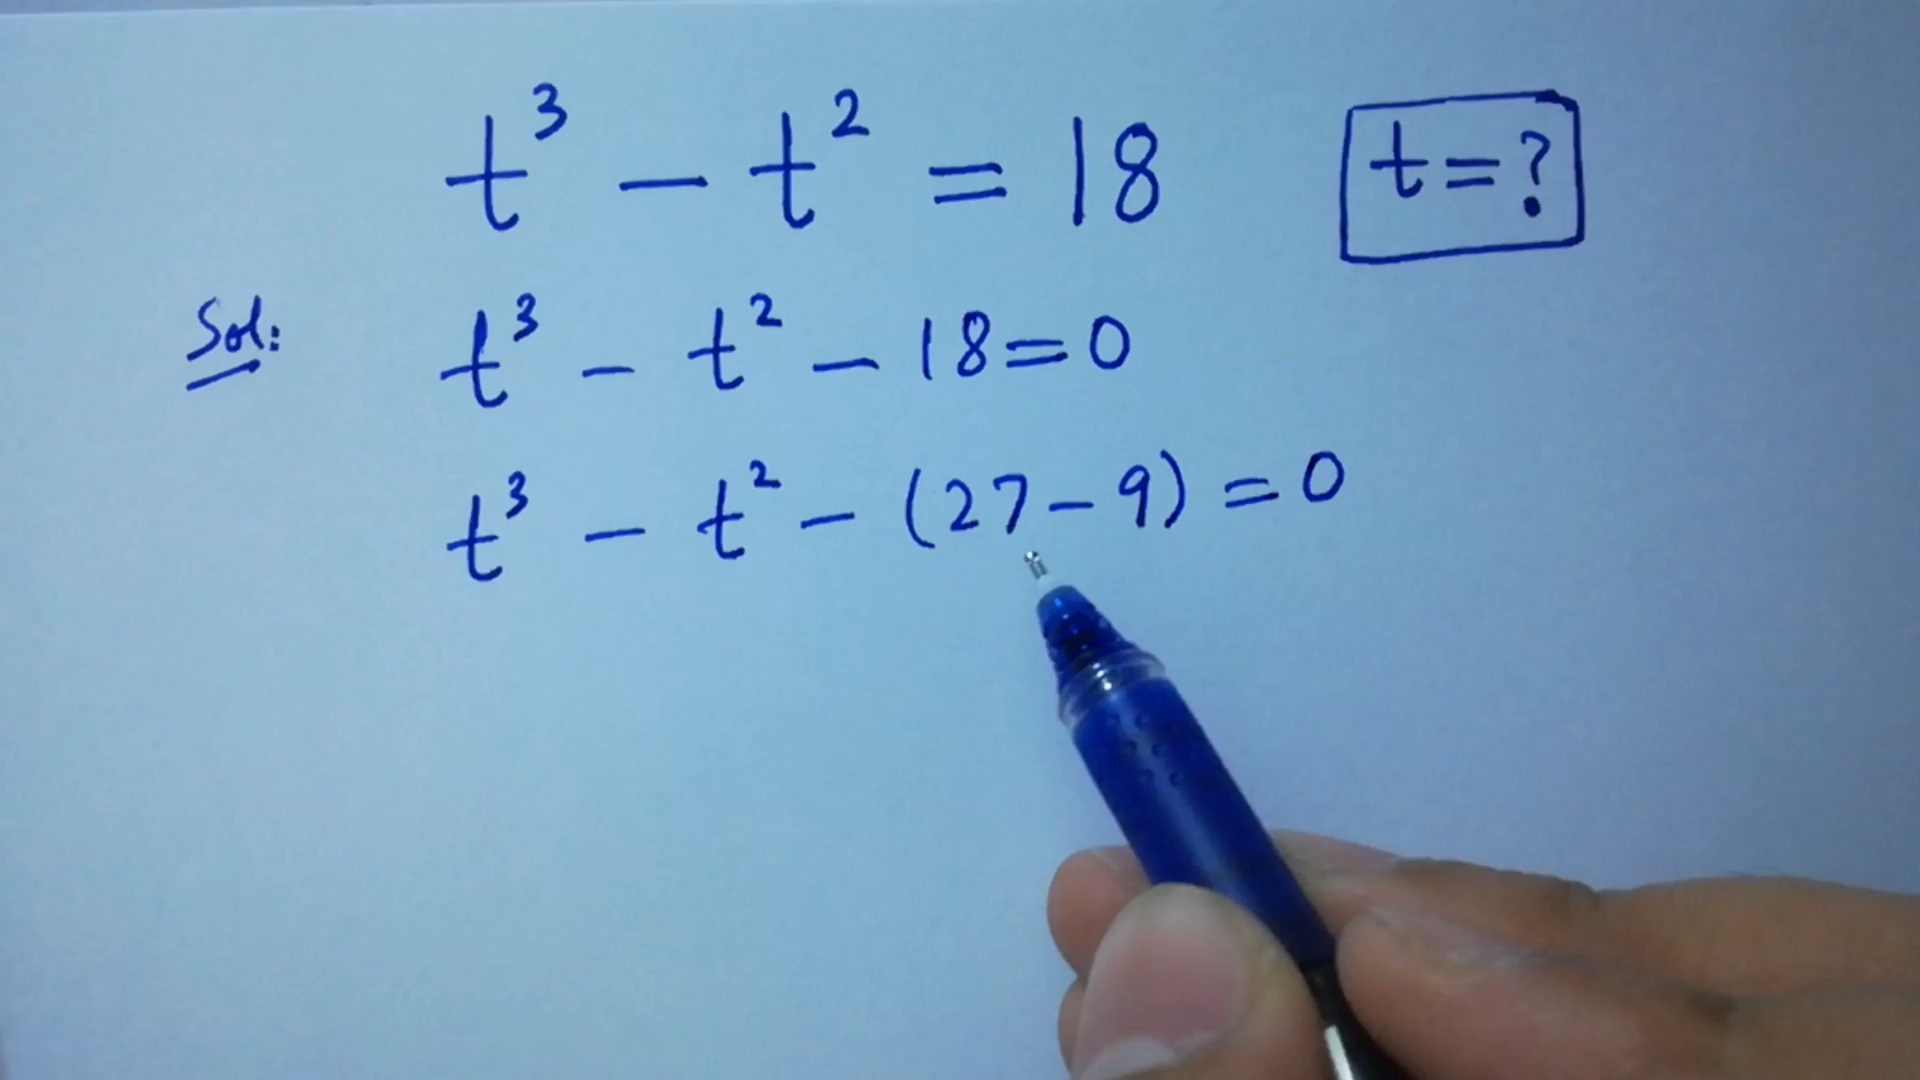 t³ − t² = 18
t = ?
Sol: t³ − t² − 18 = 0
t³ − t² − (27 − 9) = 0